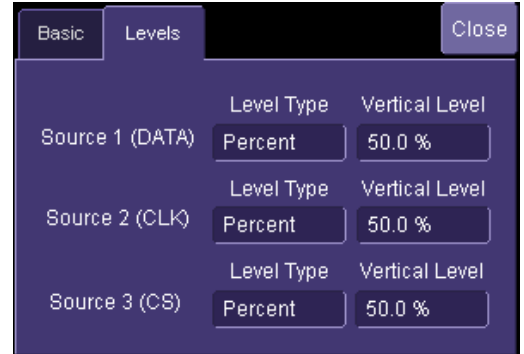 Basic Levels Close
Level Type Vertical Level
Source 1 (DATA) Percent 50.0 %
Level Type Vertical Level
Source 2 (CLK) Percent 50.0 %
Level Type Vertical Level
Source 3 (CS) Percent 50.0 %